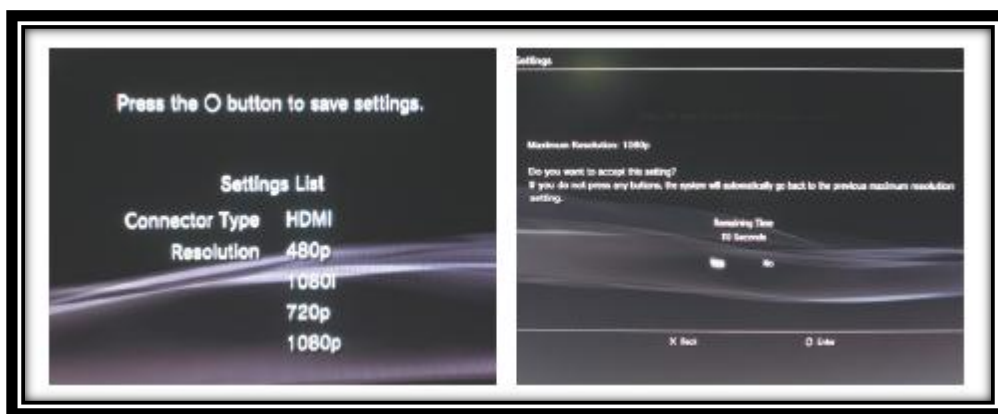 Press the O button to save settings.
Settings List
Connector Type HDMI
Resolution 480p
1080i
720p
1080p
Settings
Maximum Resolution: 1080p
Do you want to accept this setting?
If you do not press any buttons, the system will automatically go back to the previous maximum resolution
setting.
Remaining Time
Seconds
No
X Back
O Enter